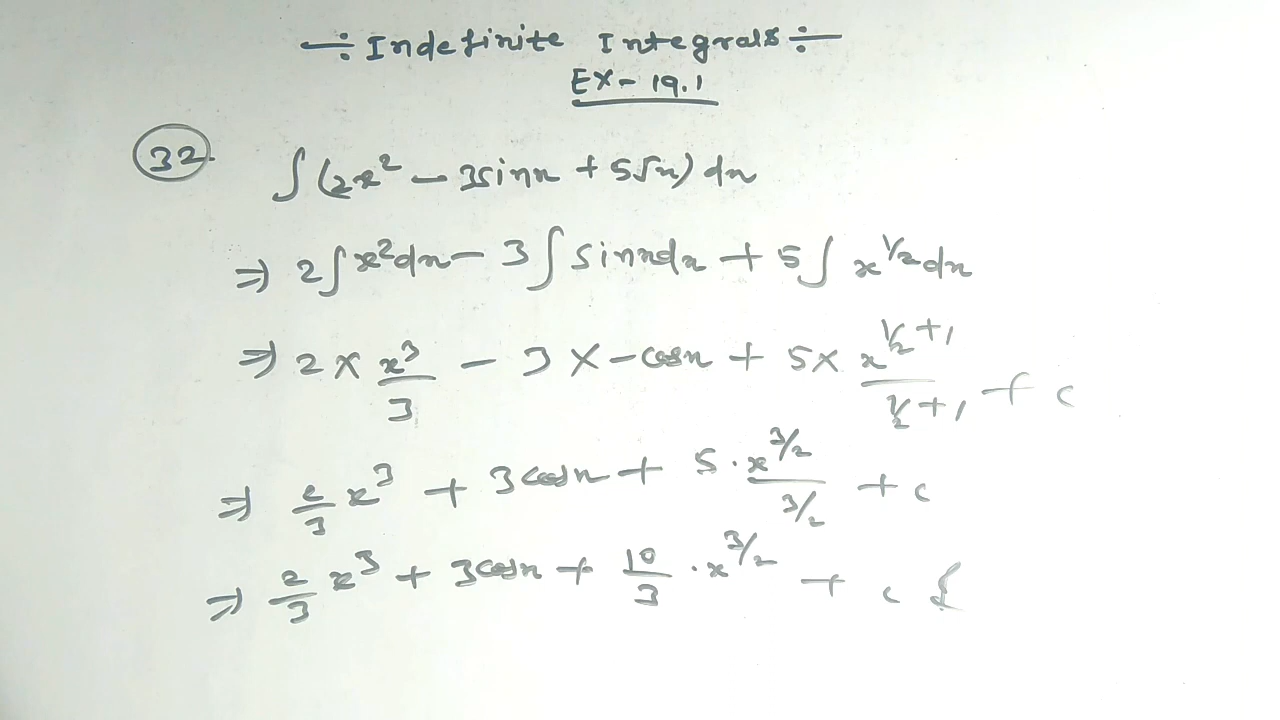 ÷ Indefinite Integrals ÷
EX- 19.1
32. ∫ (2x² - 3sinx + 5√x) dx
⇒ 2∫x²dx - 3∫sinxdx + 5∫x^½dx
⇒ 2 × x³/3 - 3 × -cosx + 5 × x^(½+1)/(½+1) + c
⇒ 2/3 x³ + 3cosx + 5·x^(3/2)/(3/2) + c
⇒ 2/3 x³ + 3cosx + 10/3 ·x^(3/2) + c